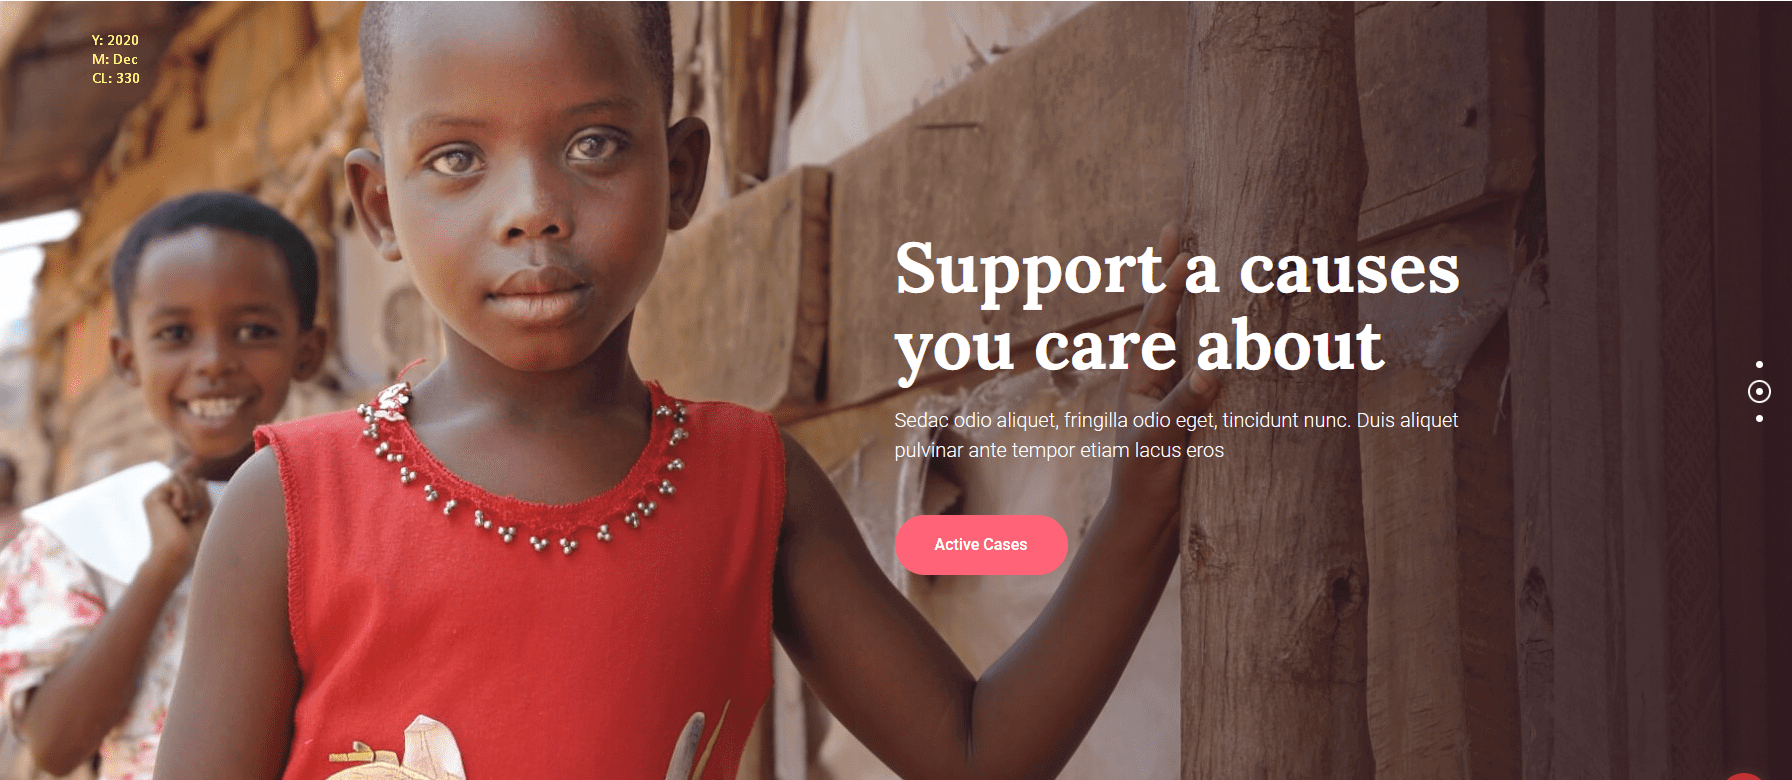 Y: 2020
M: Dec
CL: 330
Support a causes
you care about
Sedac odio aliquet, fringilla odio eget, tincidunt nunc. Duis aliquet
pulvinar ante tempor etiam lacus eros
Active Cases